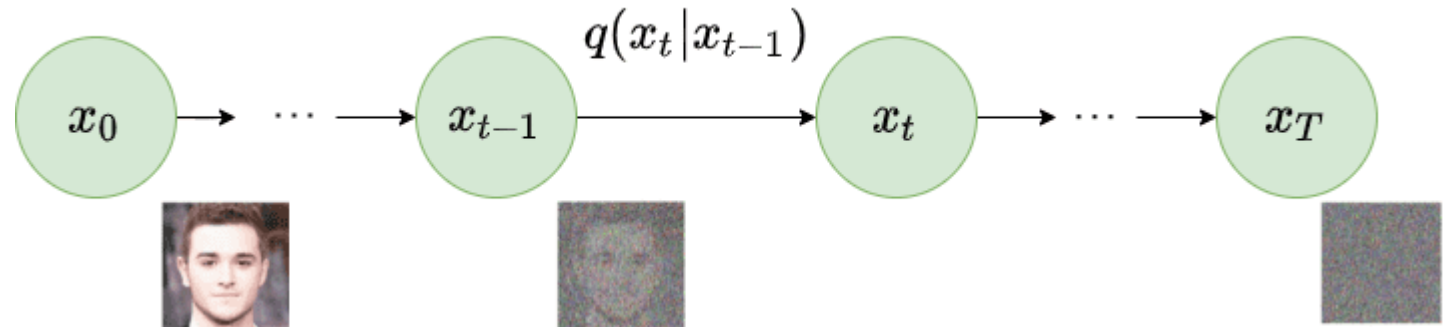 q(x_t|x_{t-1})
x_0 ··· x_{t-1} x_t ··· x_T